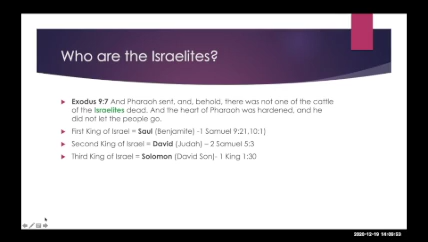 Who are the Israelites?
Exodus 9:7 And Pharaoh sent, and, behold, there was not one of the cattle
of the Israelites dead. And the heart of Pharaoh was hardened, and he
did not let the people go.
First King of Israel = Saul (Benjamite) -1 Samuel 9:21,10:1)
Second King of Israel = David (Judah) – 2 Samuel 5:3
Third King of Israel = Solomon (David Son)- 1 King 1:30
2020-12-19 14:09:53